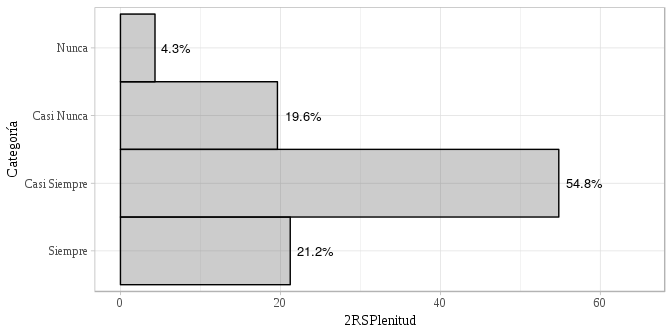 Nunca
4.3%
Casi Nunca
19.6%
Casi Siempre
54.8%
Siempre
21.2%
Categoría
0
20
40
60
2RSPlenitud